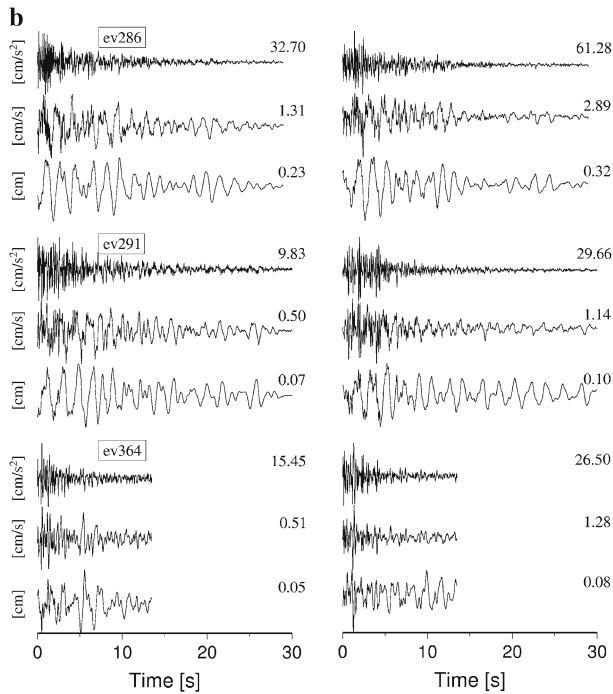 b
ev286
[cm/s²] 32.70 61.28
[cm/s] 1.31 2.89
[cm] 0.23 0.32
ev291
[cm/s²] 9.83 29.66
[cm/s] 0.50 1.14
[cm] 0.07 0.10
ev364
[cm/s²] 15.45 26.50
[cm/s] 0.51 1.28
[cm] 0.05 0.08
0 10 20 30 0 10 20 30
Time [s] Time [s]